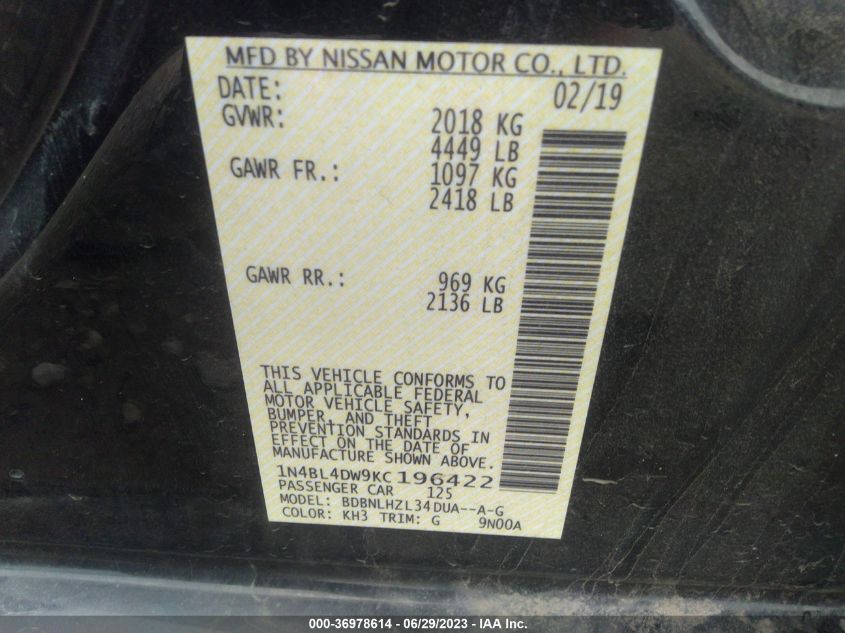 MFD BY NISSAN MOTOR CO., LTD.
DATE: 02/19
GVWR: 2018 KG
4449 LB
GAWR FR.: 1097 KG
2418 LB
GAWR RR.: 969 KG
2136 LB
THIS VEHICLE CONFORMS TO
ALL APPLICABLE FEDERAL
MOTOR VEHICLE SAFETY,
BUMPER, AND THEFT
PREVENTION STANDARDS IN
EFFECT ON THE DATE OF
MANUFACTURE SHOWN ABOVE.
1N4BL4DW9KC196422
PASSENGER CAR 125
MODEL: BDBNLHZL34DUA--A-G
COLOR: KH3 TRIM: G 9N00A
000-36978614 / 06/29/2023 - IAA Inc.